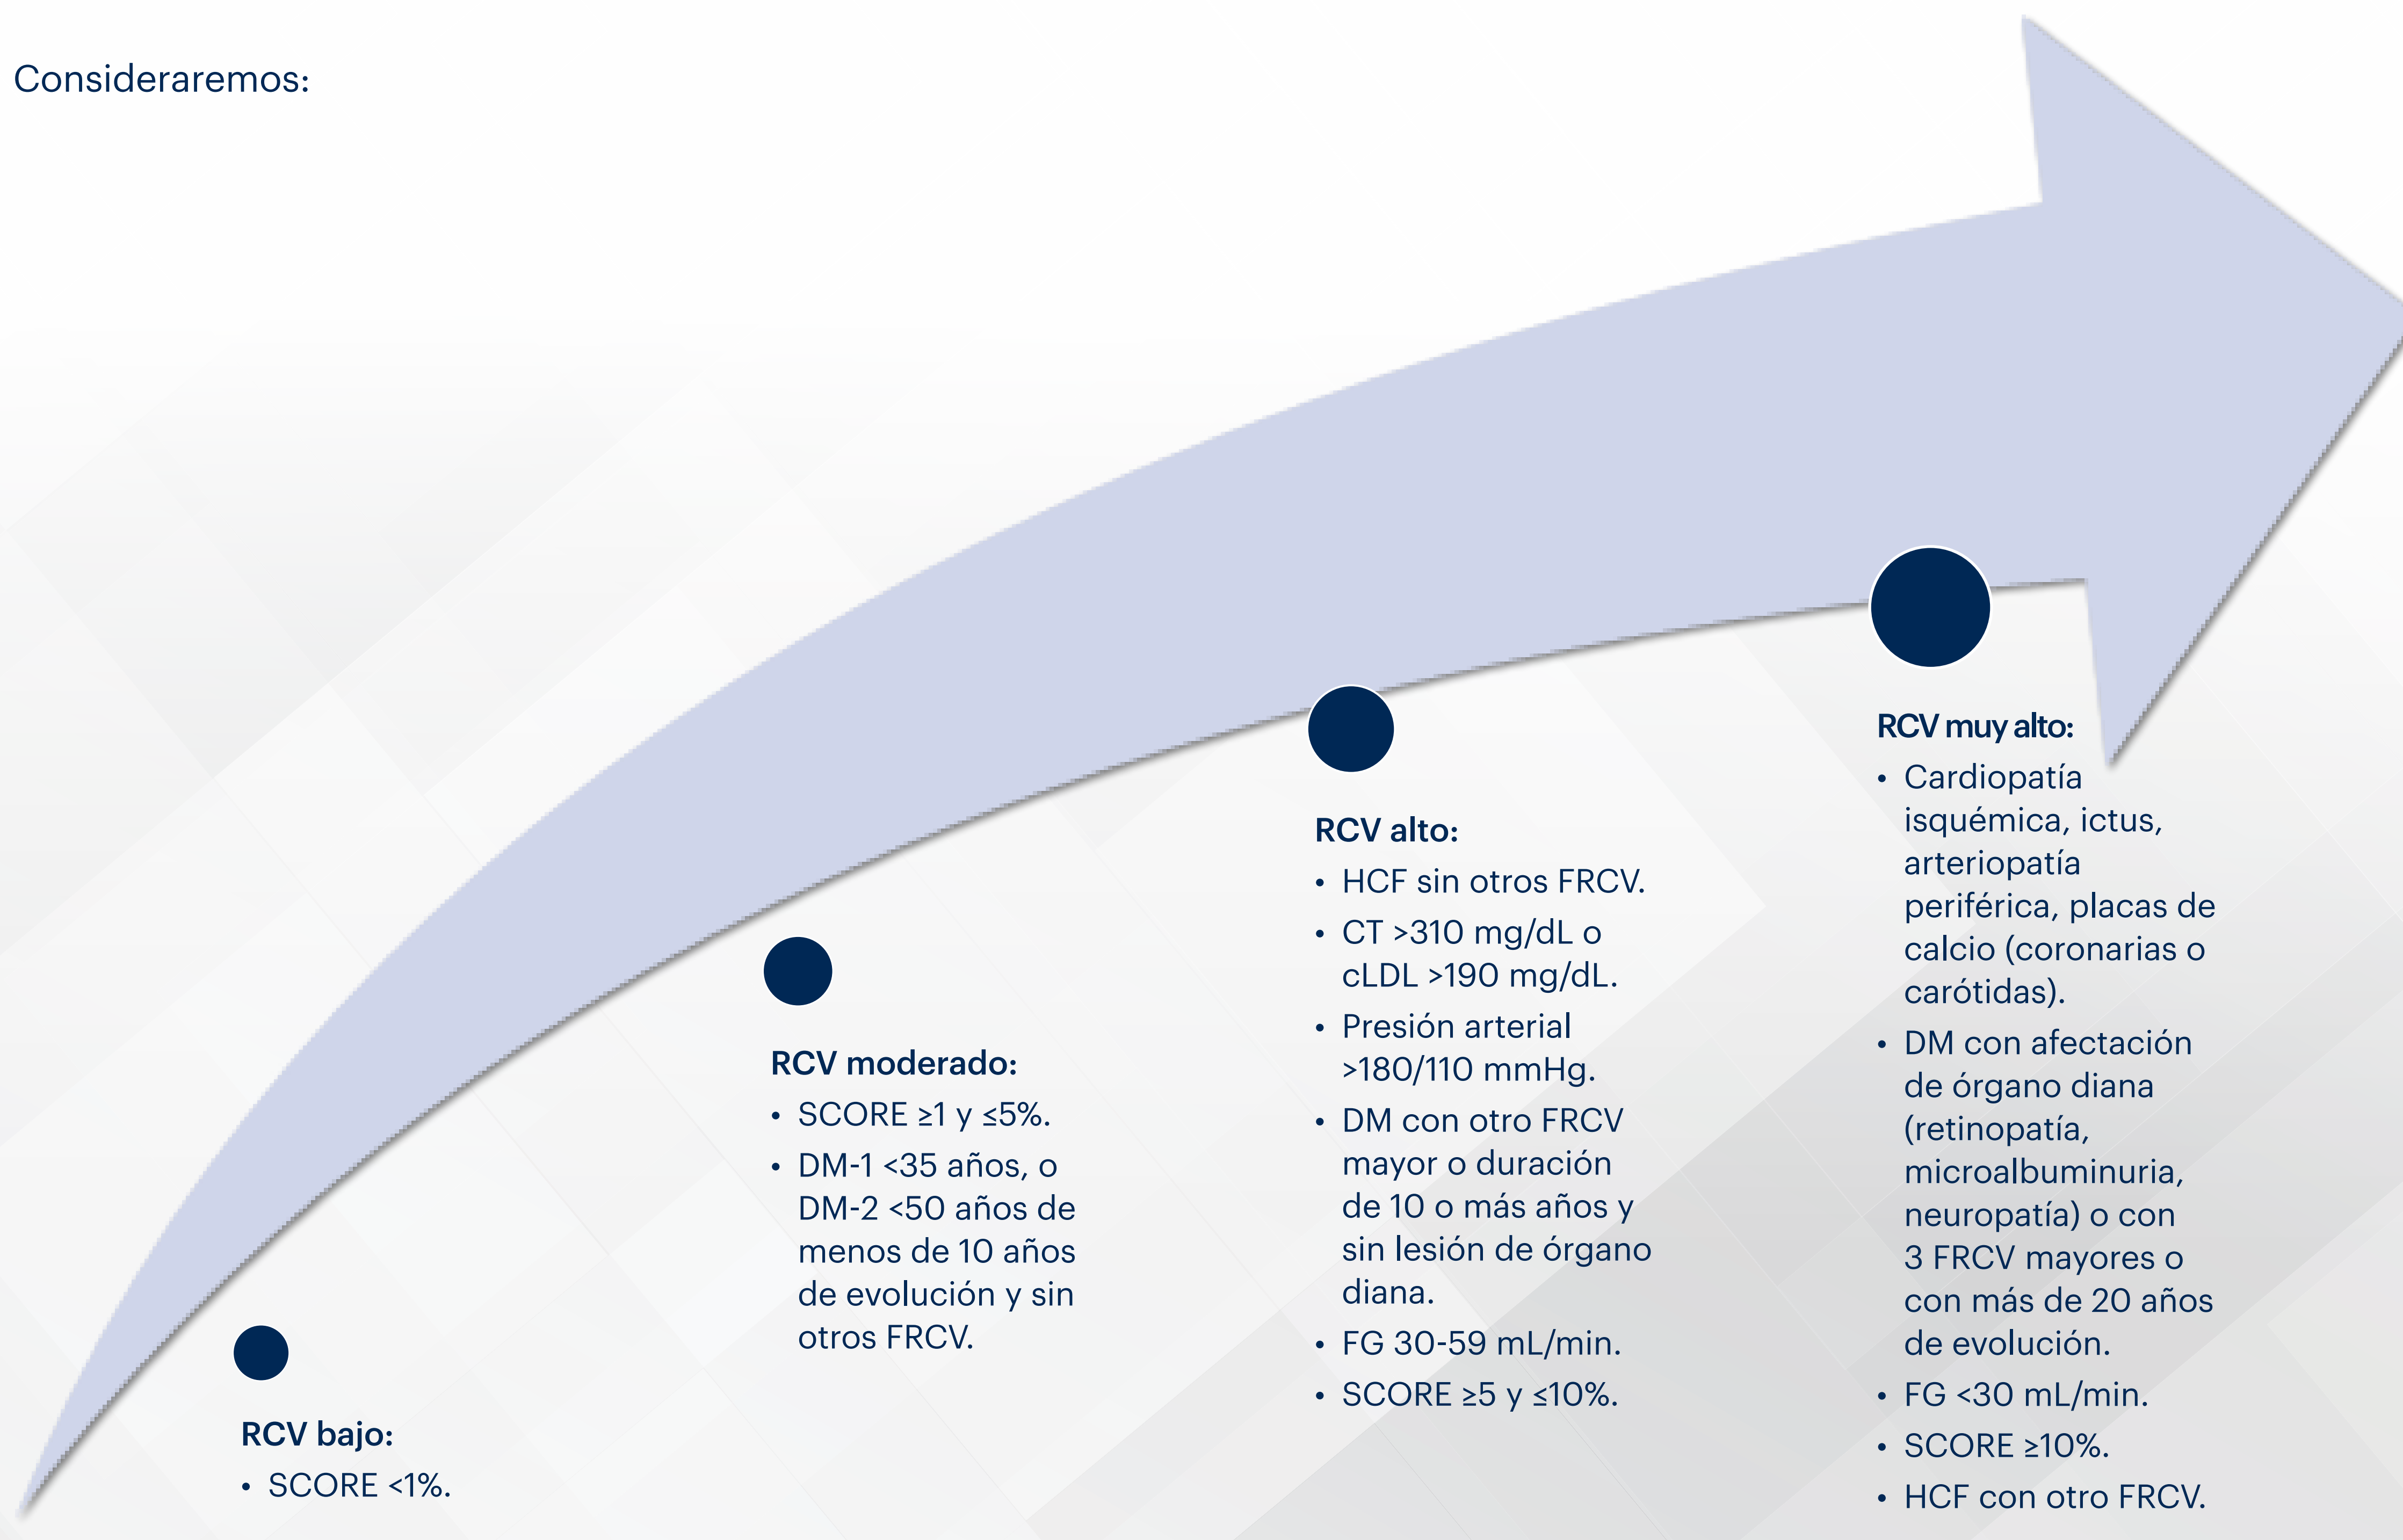 Consideraremos:
RCV bajo:
• SCORE <1%.
RCV moderado:
• SCORE ≥1 y ≤5%.
• DM-1 <35 años, o
DM-2 <50 años de
menos de 10 años
de evolución y sin
otros FRCV.
RCV alto:
• HCF sin otros FRCV.
• CT >310 mg/dL o
cLDL >190 mg/dL.
• Presión arterial
>180/110 mmHg.
• DM con otro FRCV
mayor o duración
de 10 o más años y
sin lesión de órgano
diana.
• FG 30-59 mL/min.
• SCORE ≥5 y ≤10%.
RCV muy alto:
• Cardiopatía
isquémica, ictus,
arteriopatía
periférica, placas de
calcio (coronarias o
carótidas).
• DM con afectación
de órgano diana
(retinopatía,
microalbuminuria,
neuropatía) o con
3 FRCV mayores o
con más de 20 años
de evolución.
• FG <30 mL/min.
• SCORE ≥10%.
• HCF con otro FRCV.